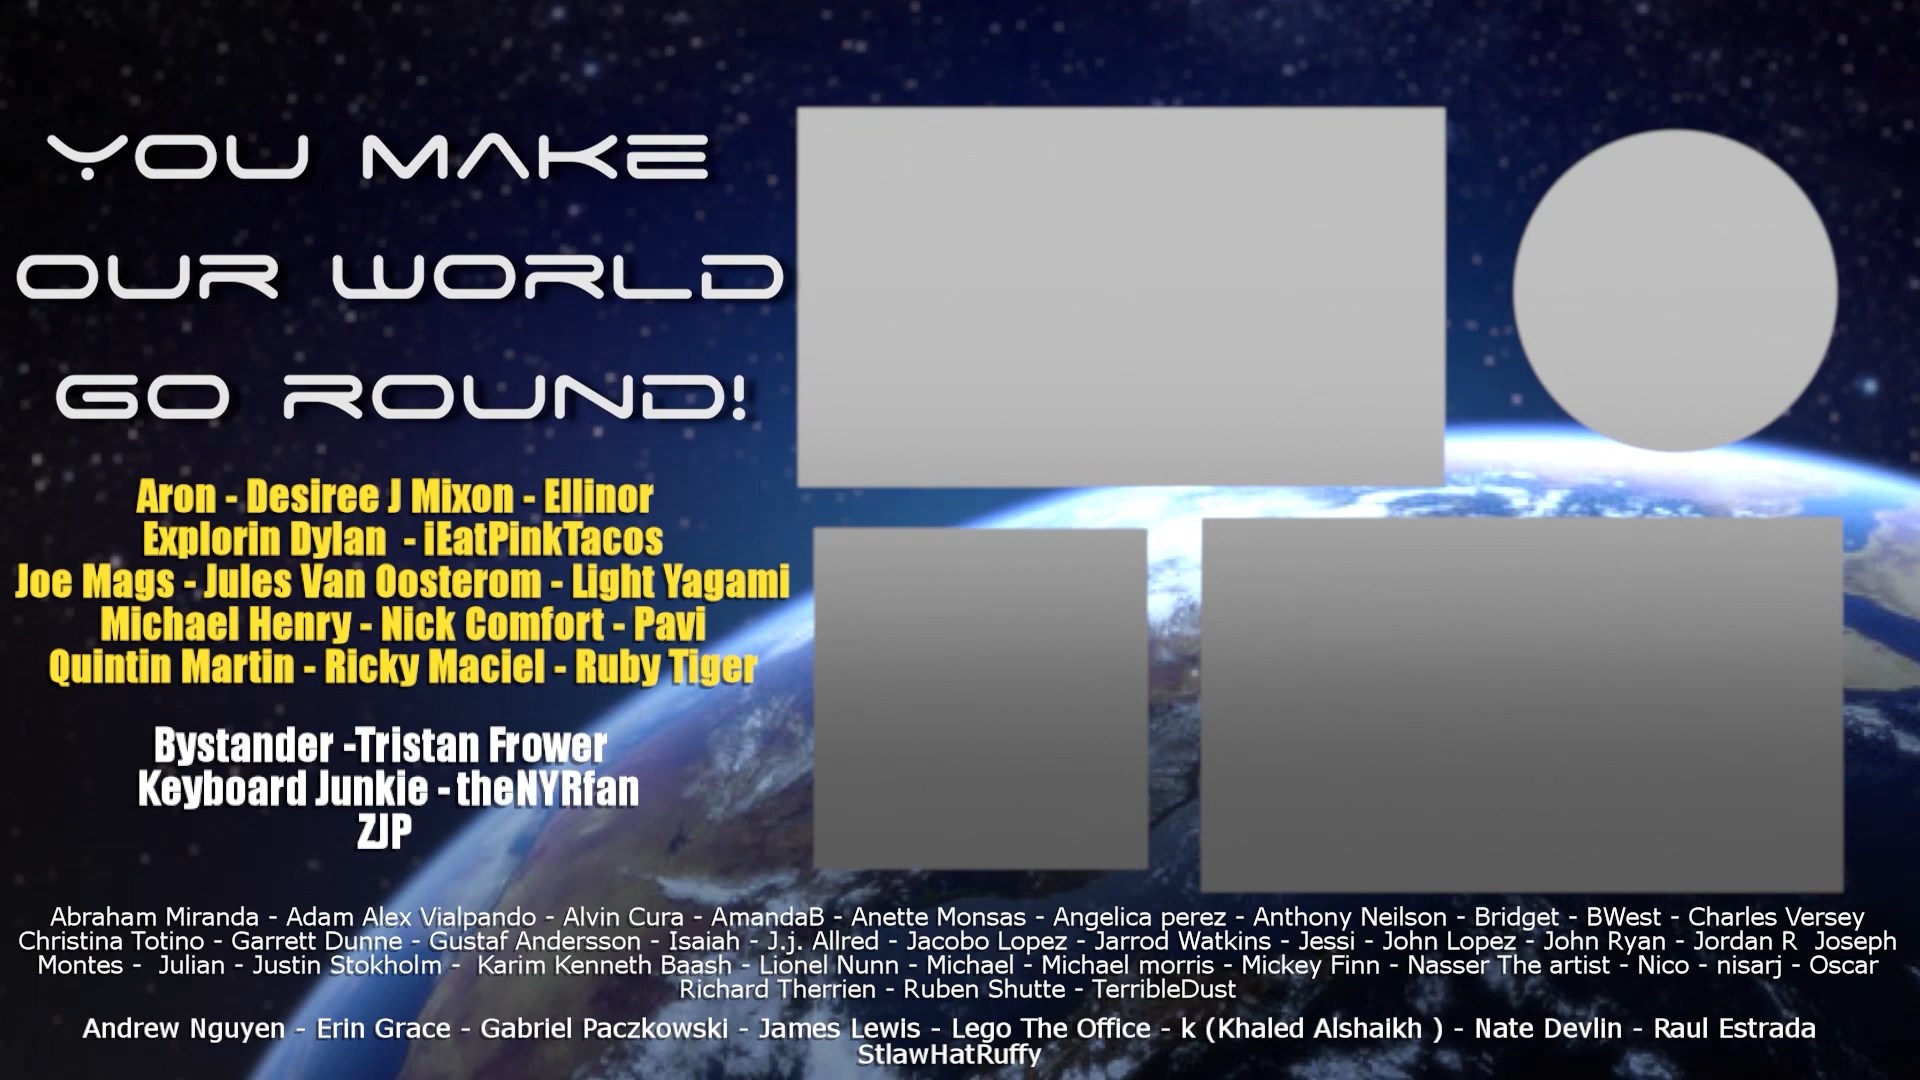 YOU MAKE
OUR WORLD
GO ROUND!
Aron - Desiree J Mixon - Ellinor
Explorin Dylan  - iEatPinkTacos
Joe Mags - Jules Van Oosterom - Light Yagami
Michael Henry - Nick Comfort - Pavi
Quintin Martin - Ricky Maciel - Ruby Tiger
Bystander -Tristan Frower
Keyboard Junkie - theNYRfan
ZJP
Abraham Miranda - Adam Alex Vialpando - Alvin Cura - AmandaB - Anette Monsas - Angelica perez - Anthony Neilson - Bridget - BWest - Charles Versey
Christina Totino - Garrett Dunne - Gustaf Andersson - Isaiah - J.j. Allred - Jacobo Lopez - Jarrod Watkins - Jessi - John Lopez - John Ryan - Jordan R  Joseph
Montes -  Julian - Justin Stokholm -  Karim Kenneth Baash - Lionel Nunn - Michael - Michael morris - Mickey Finn - Nasser The artist - Nico - nisarj - Oscar
Richard Therrien - Ruben Shutte - TerribleDust
Andrew Nguyen - Erin Grace - Gabriel Paczkowski - James Lewis - Lego The Office - k (Khaled Alshaikh ) - Nate Devlin - Raul Estrada
StlawHatRuffy